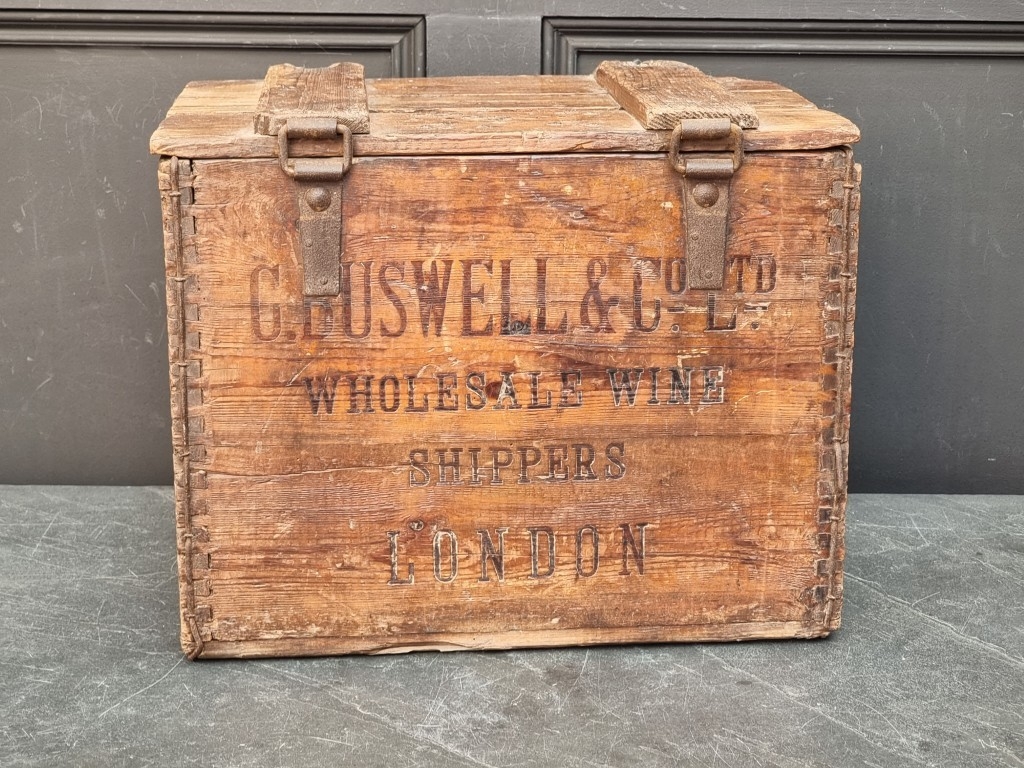 C. BUSWELL & Co. LTD.
WHOLESALE WINE
SHIPPERS
LONDON